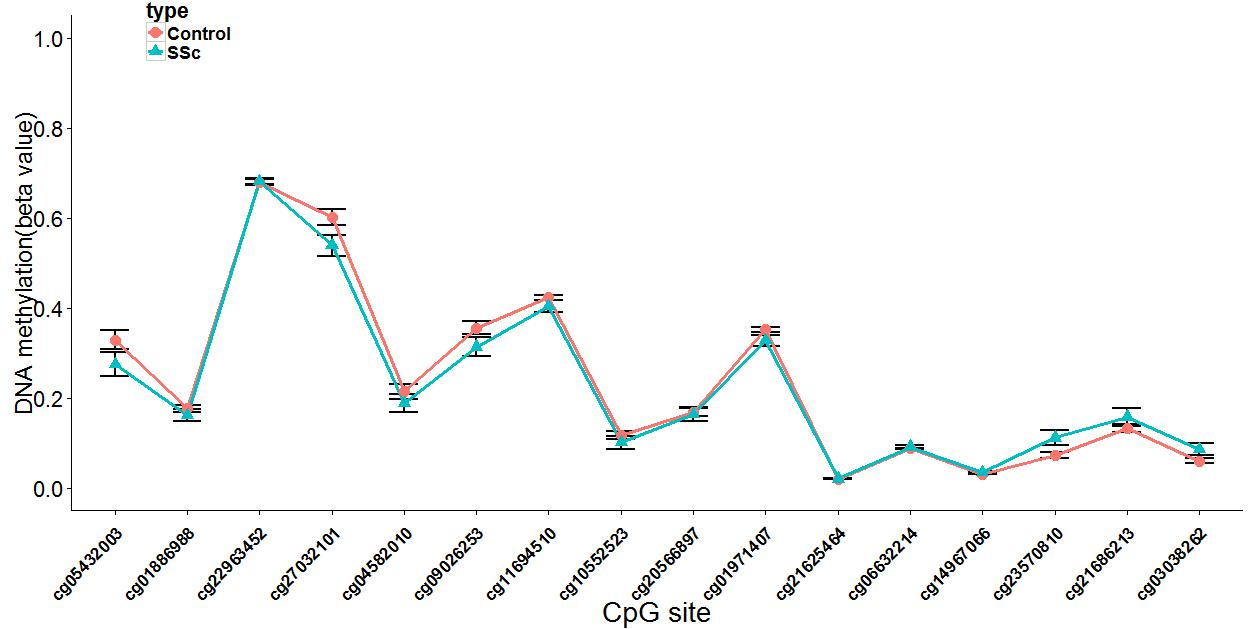 type
Control
SSc
DNA methylation(beta value)
1.0
0.8
0.6
0.4
0.2
0.0
cg05432003
cg01886988
cg22963452
cg27032101
cg04582010
cg09026253
cg11694510
cg10552523
cg20566897
cg01971407
cg21625464
cg06632214
cg14967066
cg23570810
cg21686213
cg03038262
CpG site